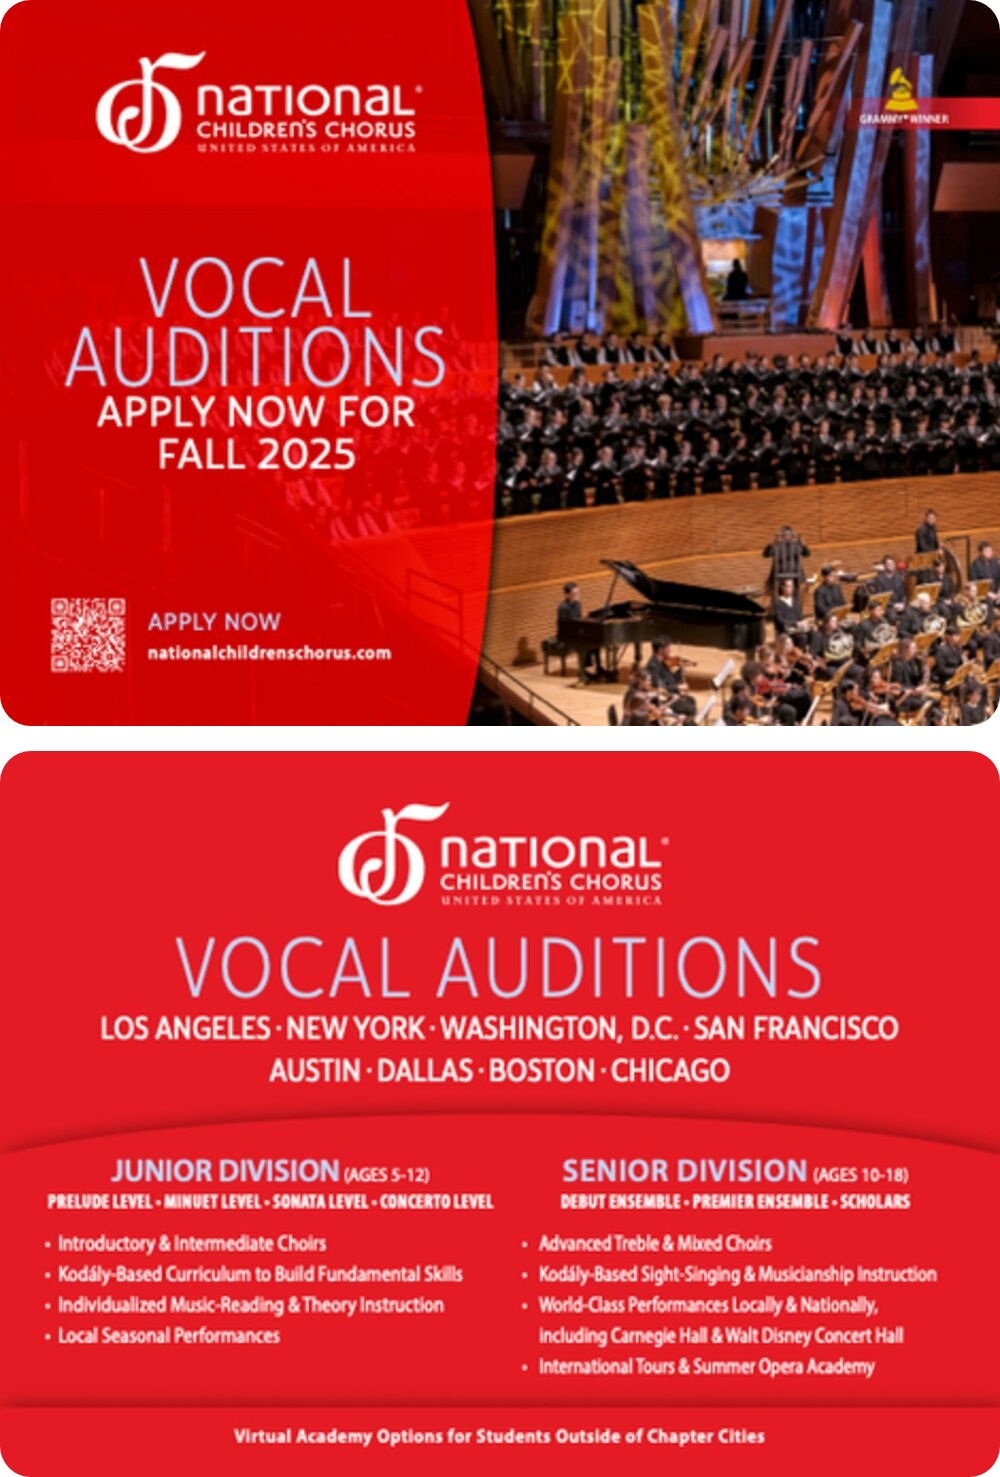 NATIONAL®
CHILDREN'S CHORUS
UNITED STATES OF AMERICA
GRAMMY® WINNER
VOCAL
AUDITIONS
APPLY NOW FOR
FALL 2025
APPLY NOW
nationalchildrenschorus.com
NATIONAL®
CHILDREN'S CHORUS
UNITED STATES OF AMERICA
VOCAL AUDITIONS
LOS ANGELES · NEW YORK · WASHINGTON, D.C. · SAN FRANCISCO
AUSTIN · DALLAS · BOSTON · CHICAGO
JUNIOR DIVISION (AGES 5-12)
PRELUDE LEVEL • MINUET LEVEL • SONATA LEVEL • CONCERTO LEVEL
• Introductory & Intermediate Choirs
• Kodály-Based Curriculum to Build Fundamental Skills
• Individualized Music-Reading & Theory Instruction
• Local Seasonal Performances
SENIOR DIVISION (AGES 10-18)
DEBUT ENSEMBLE • PREMIER ENSEMBLE • SCHOLARS
• Advanced Treble & Mixed Choirs
• Kodály-Based Sight-Singing & Musicianship Instruction
• World-Class Performances Locally & Nationally,
including Carnegie Hall & Walt Disney Concert Hall
• International Tours & Summer Opera Academy
Virtual Academy Options for Students Outside of Chapter Cities